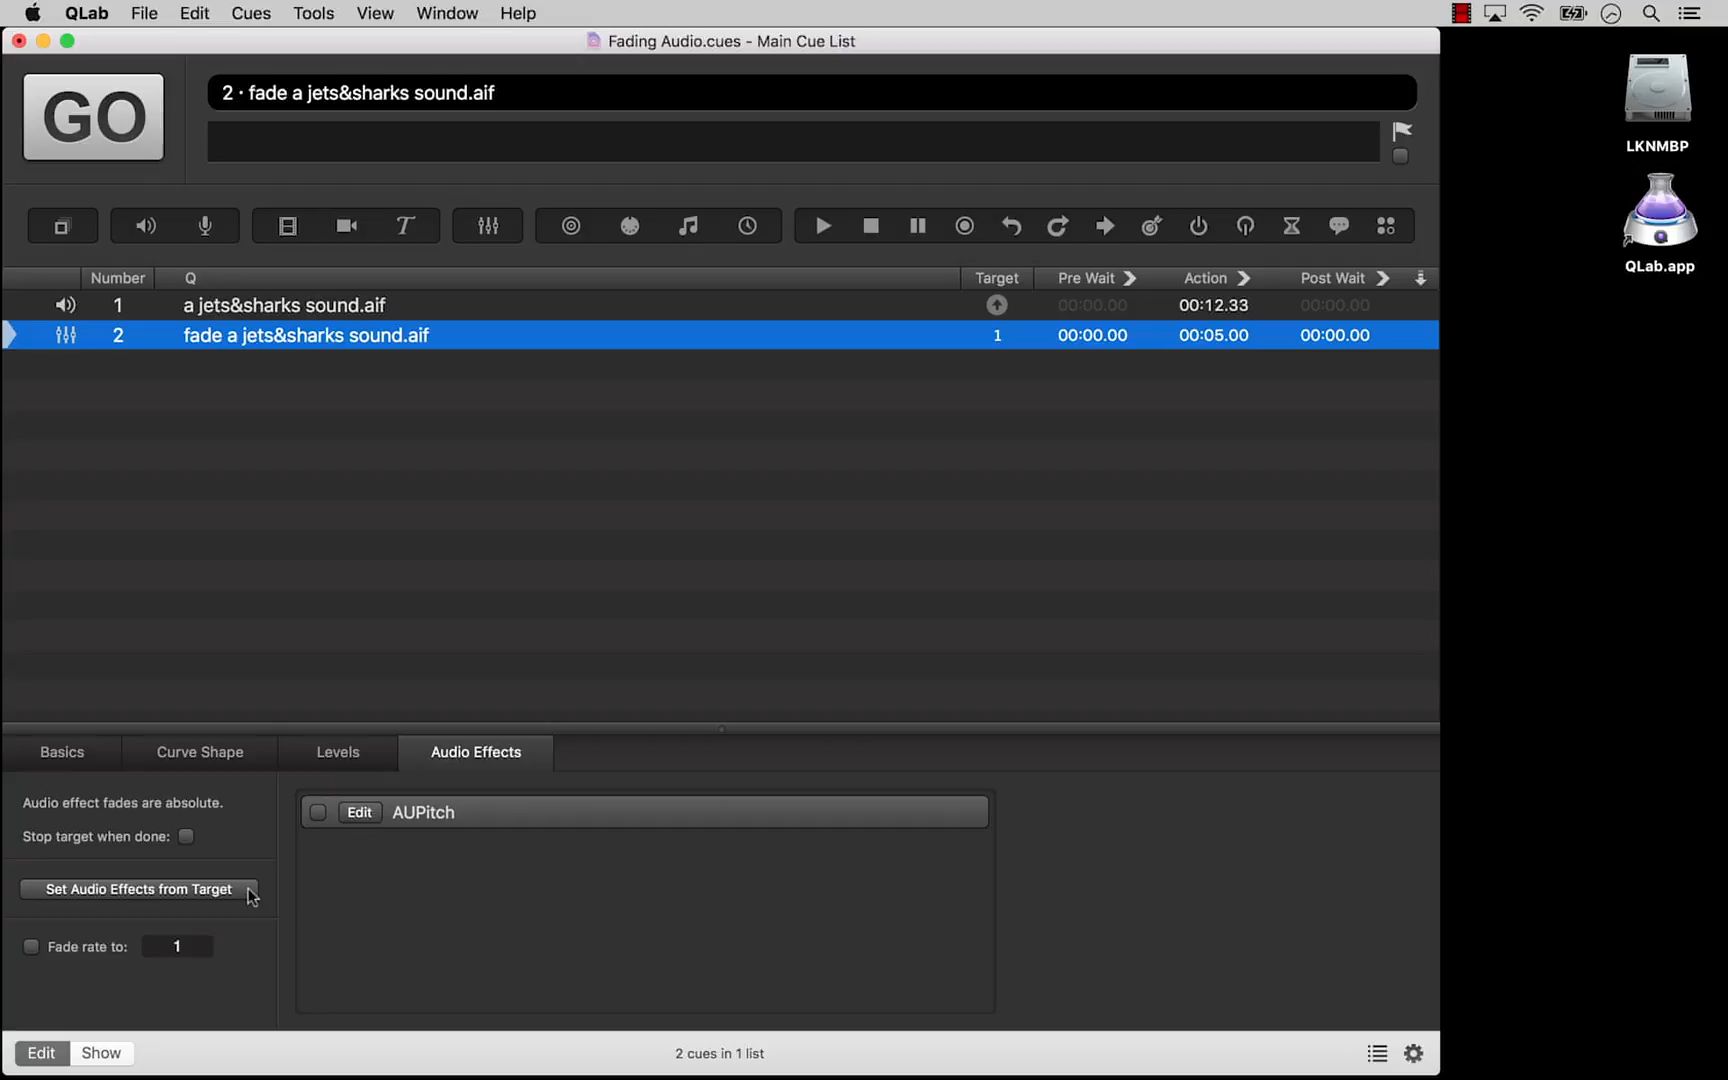 QLab File Edit Cues Tools View Window Help
Fading Audio.cues - Main Cue List
GO
2 · fade a jets&sharks sound.aif
LKNMBP
QLab.app
Number Q Target Pre Wait Action Post Wait
1 a jets&sharks sound.aif 00:00.00 00:12.33 00:00.00
2 fade a jets&sharks sound.aif 1 00:00.00 00:05.00 00:00.00
Basics Curve Shape Levels Audio Effects
Audio effect fades are absolute.
Edit AUPitch
Stop target when done:
Set Audio Effects from Target
Fade rate to: 1
Edit Show 2 cues in 1 list